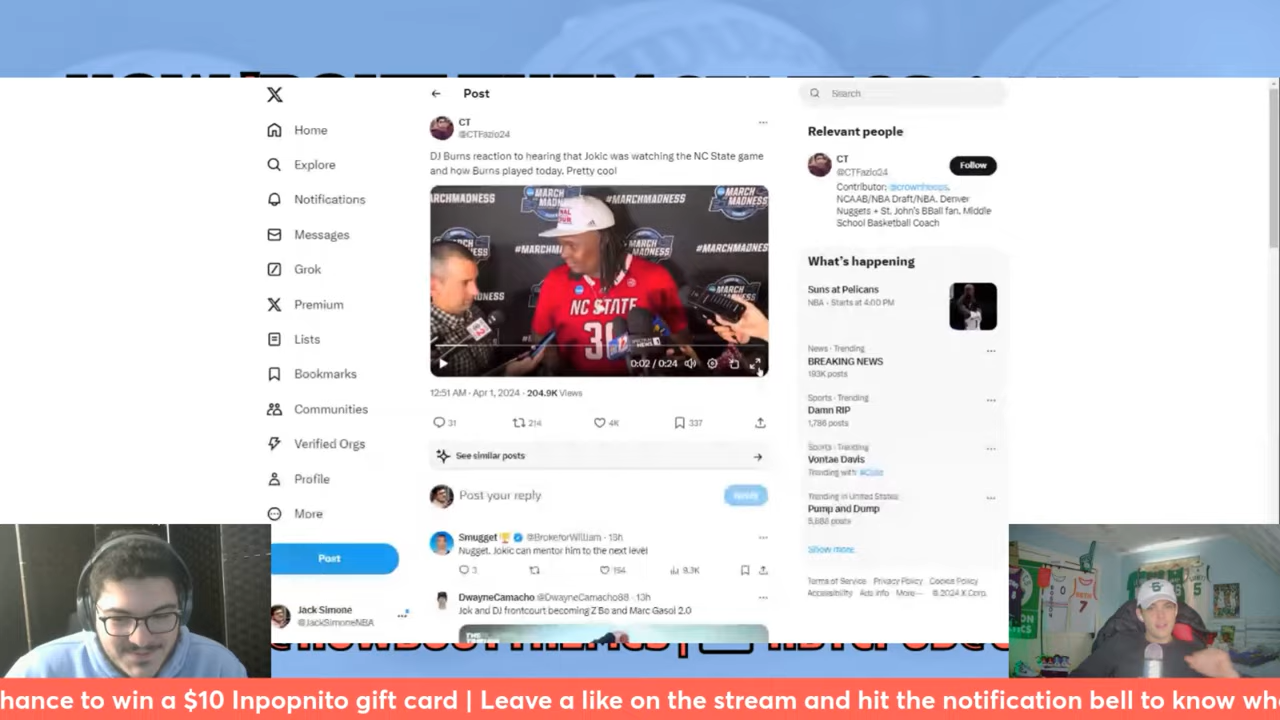 X
Home
Explore
Notifications
Messages
Grok
Premium
Lists
Bookmarks
Communities
Verified Orgs
Profile
More
Post
Jack Simone
@JackSimoneNBA
Post
CT
@CTFazio24
DJ Burns reaction to hearing that Jokic was watching the NC State game
and how Burns played today. Pretty cool
MARCH MADNESS
#MARCHMADNESS
NC STATE
0:02 / 0:24
12:51 AM · Apr 1, 2024 · 204.9K Views
31
214
4K
337
See similar posts
Post your reply
Reply
Smugget @BrokeforWilliam · 13h
Nugget. Jokic can mentor him to the next level
3
154
9.3K
DwayneCamacho @DwayneCamacho88 · 13h
Jok and DJ frontcourt becoming Z Bo and Marc Gasol 2.0
Search
Relevant people
CT
@CTFazio24
Follow
Contributor: @crownhoops.
NCAAB/NBA Draft/NBA. Denver
Nuggets + St. John's BBall fan. Middle
School Basketball Coach
What's happening
Suns at Pelicans
NBA · Starts at 4:00 PM
News · Trending
BREAKING NEWS
193K posts
Sports · Trending
Damn RIP
1,786 posts
Sports · Trending
Vontae Davis
Trending with #Colts
Trending in United States
Pump and Dump
Show more
Terms of Service Privacy Policy Cookie Policy
Accessibility Ads info More ··· © 2024 X Corp.
hance to win a $10 Inpopnito gift card | Leave a like on the stream and hit the notification bell to know wh